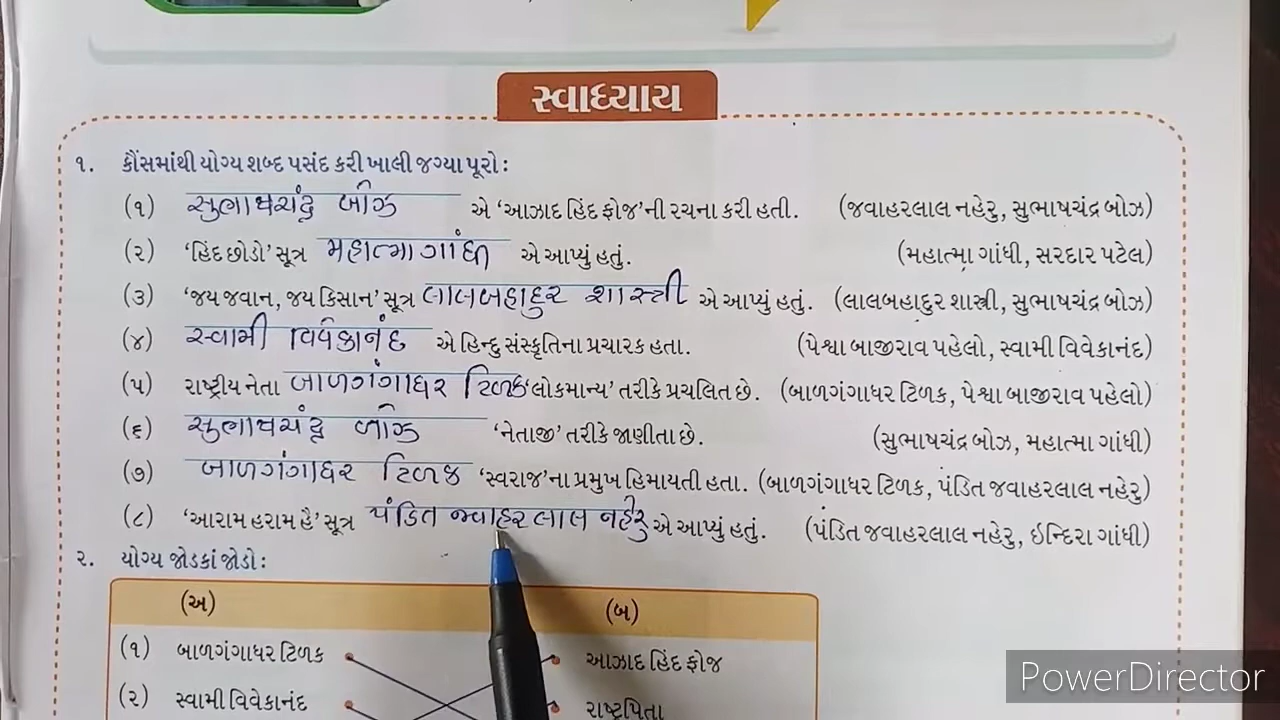 સ્વાધ્યાય
૧. કૌંસમાંથી યોગ્ય શબ્દ પસંદ કરી ખાલી જગ્યા પૂરો :
(૧) સુભાષચંદ્ર બોઝ એ ‘આઝાદ હિંદ ફોજ’ની રચના કરી હતી. (જવાહરલાલ નહેરુ, સુભાષચંદ્ર બોઝ)
(૨) ‘હિંદ છોડો’ સૂત્ર મહાત્મા ગાંધી એ આપ્યું હતું. (મહાત્મા ગાંધી, સરદાર પટેલ)
(૩) ‘જય જવાન, જય કિસાન’ સૂત્ર લાલબહાદુર શાસ્ત્રી એ આપ્યું હતું. (લાલબહાદુર શાસ્ત્રી, સુભાષચંદ્ર બોઝ)
(૪) સ્વામી વિવેકાનંદ એ હિન્દુ સંસ્કૃતિના પ્રચારક હતા. (પેશ્વા બાજીરાવ પહેલો, સ્વામી વિવેકાનંદ)
(૫) રાષ્ટ્રીય નેતા બાળગંગાધર ટિળક ‘લોકમાન્ય’ તરીકે પ્રચલિત છે. (બાળગંગાધર ટિળક, પેશ્વા બાજીરાવ પહેલો)
(૬) સુભાષચંદ્ર બોઝ ‘નેતાજી’ તરીકે જાણીતા છે. (સુભાષચંદ્ર બોઝ, મહાત્મા ગાંધી)
(૭) બાળગંગાધર ટિળક ‘સ્વરાજ’ના પ્રમુખ હિમાયતી હતા. (બાળગંગાધર ટિળક, પંડિત જવાહરલાલ નહેરુ)
(૮) ‘આરામ હરામ હૈ’ સૂત્ર પંડિત જવાહરલાલ નહેરુ એ આપ્યું હતું. (પંડિત જવાહરલાલ નહેરુ, ઇન્દિરા ગાંધી)
૨. યોગ્ય જોડકાં જોડો :
(અ) (બ)
(૧) બાળગંગાધર ટિળક આઝાદ હિંદ ફોજ
(૨) સ્વામી વિવેકાનંદ રાષ્ટ્રપિતા
PowerDirector